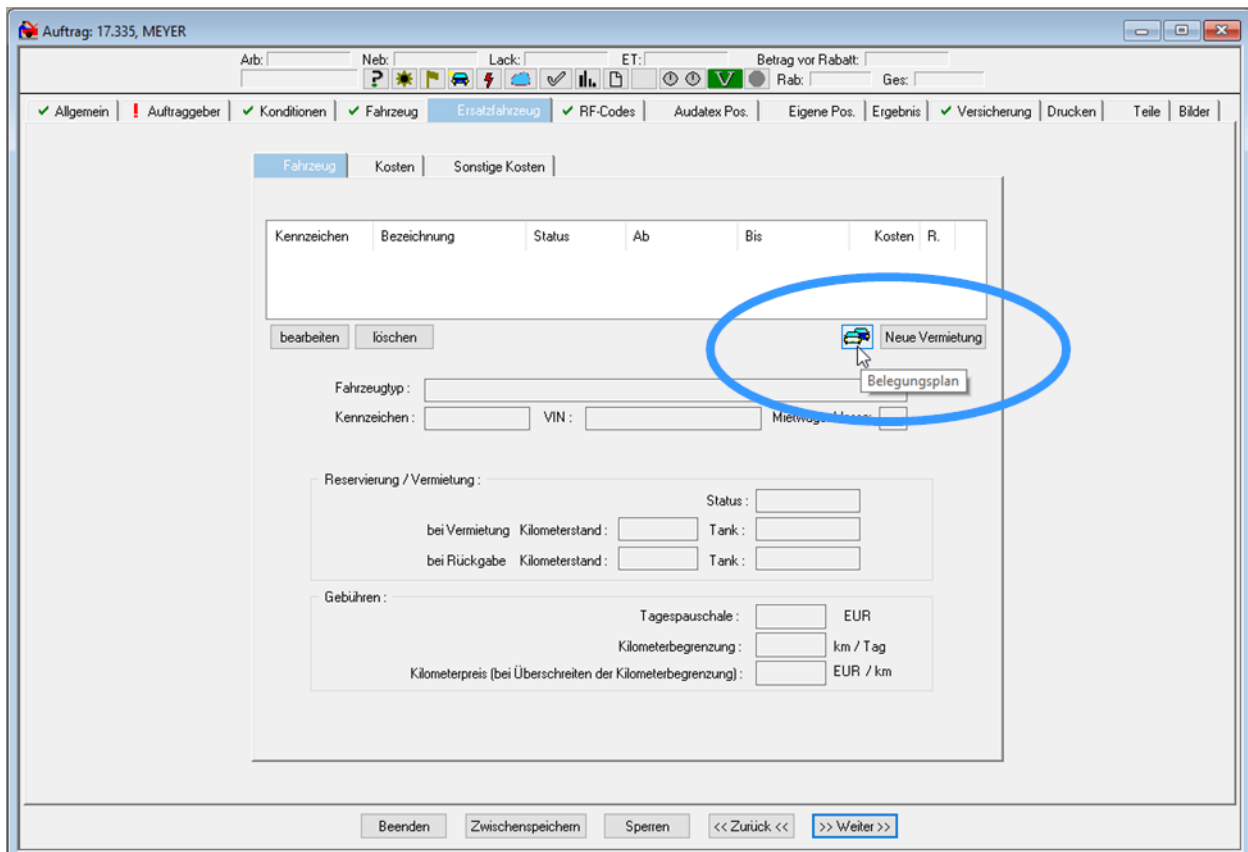 Auftrag: 17.335, MEYER
Arb: Neb: Lack: ET: Betrag vor Rabatt:
Rab: Ges:
Allgemein Auftraggeber Konditionen Fahrzeug Ersatzfahrzeug RF-Codes Audatex Pos. Eigene Pos. Ergebnis Versicherung Drucken Teile Bilder
Fahrzeug Kosten Sonstige Kosten
Kennzeichen Bezeichnung Status Ab Bis Kosten R.
bearbeiten löschen Neue Vermietung
Belegungsplan
Fahrzeugtyp :
Kennzeichen : VIN :
Reservierung / Vermietung :
Status :
bei Vermietung Kilometerstand : Tank :
bei Rückgabe Kilometerstand : Tank :
Gebühren :
Tagespauschale : EUR
Kilometerbegrenzung : km / Tag
Kilometerpreis (bei Überschreiten der Kilometerbegrenzung) : EUR / km
Beenden Zwischenspeichern Sperren << Zurück << >> Weiter >>